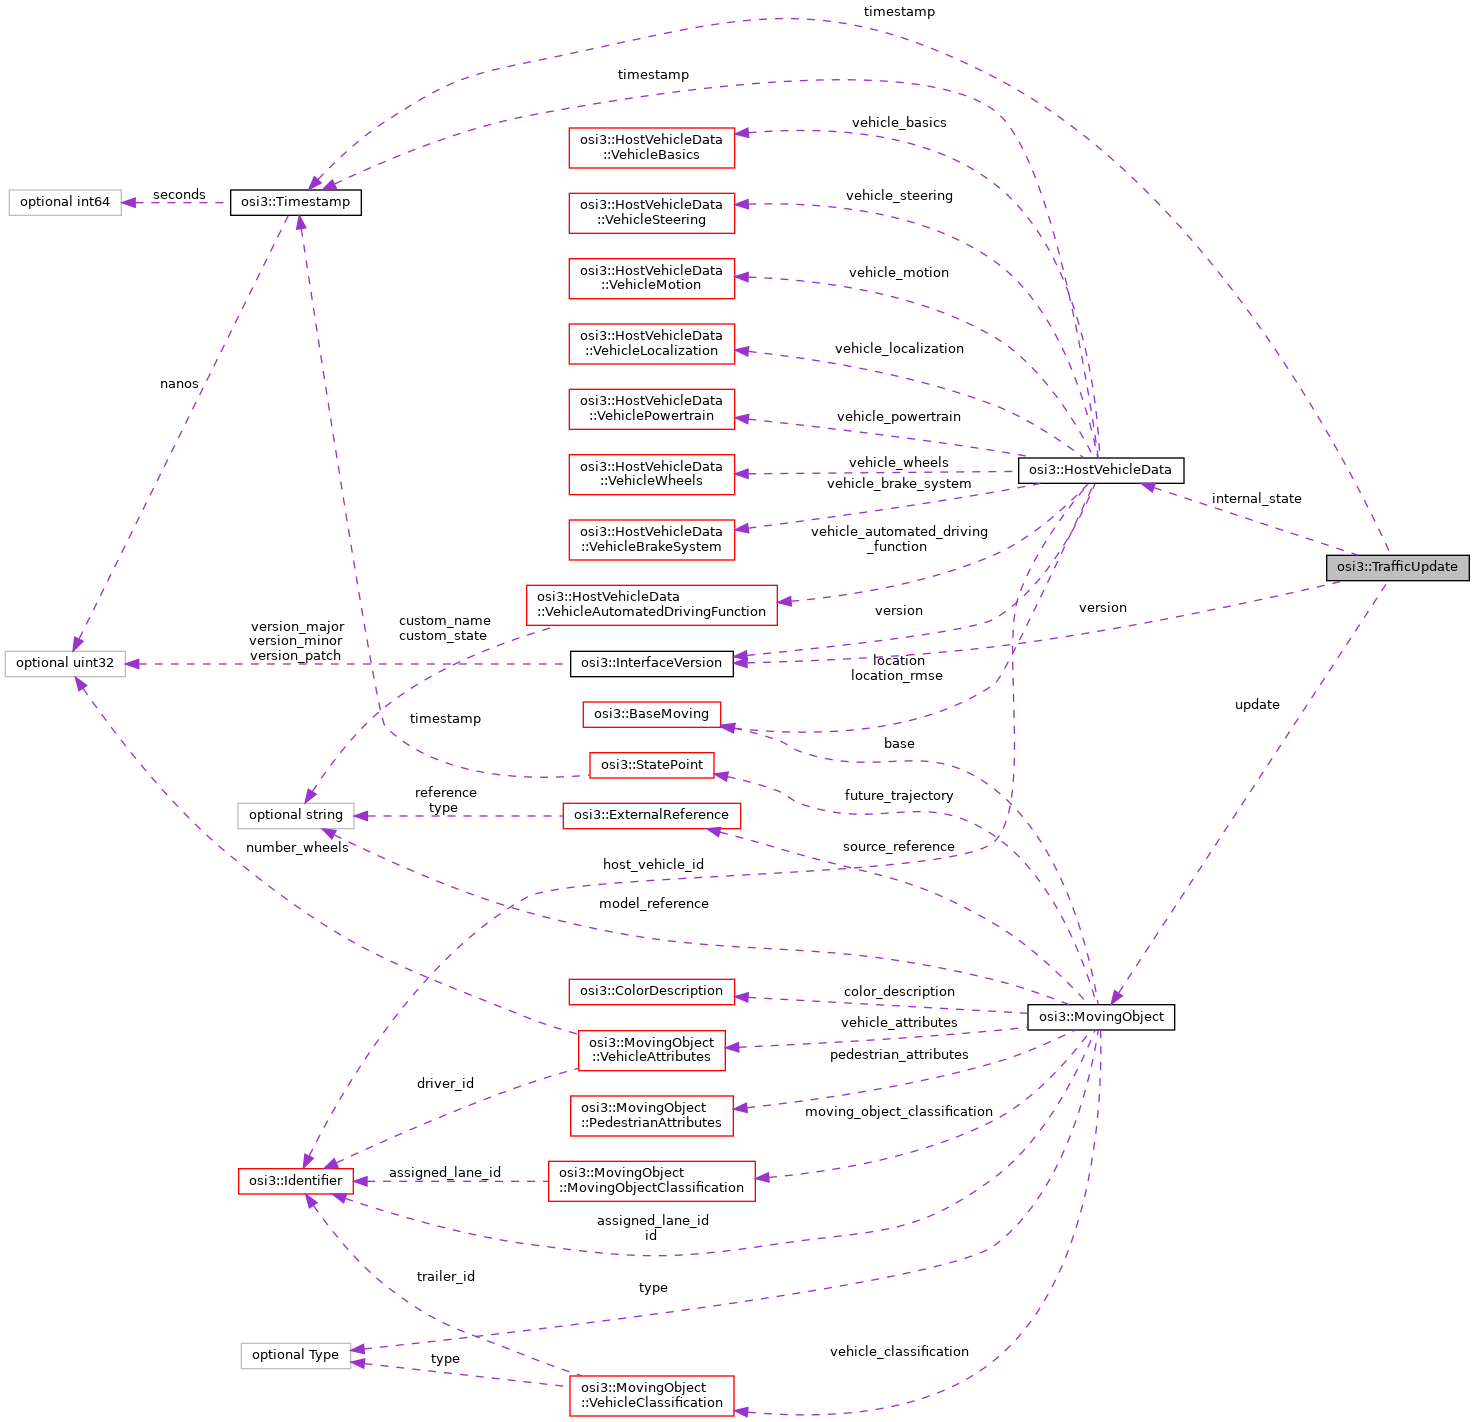 timestamp
timestamp
vehicle_basics
osi3::HostVehicleData
::VehicleBasics
optional int64
seconds
osi3::Timestamp
vehicle_steering
osi3::HostVehicleData
::VehicleSteering
vehicle_motion
osi3::HostVehicleData
::VehicleMotion
vehicle_localization
osi3::HostVehicleData
::VehicleLocalization
nanos
vehicle_powertrain
osi3::HostVehicleData
::VehiclePowertrain
vehicle_wheels
osi3::HostVehicleData
::VehicleWheels
osi3::HostVehicleData
vehicle_brake_system
internal_state
osi3::HostVehicleData
::VehicleBrakeSystem
vehicle_automated_driving
_function
osi3::TrafficUpdate
osi3::HostVehicleData
::VehicleAutomatedDrivingFunction
version
version
custom_name
custom_state
version_major
version_minor
version_patch
optional uint32
osi3::InterfaceVersion
location
location_rmse
osi3::BaseMoving
update
timestamp
base
osi3::StatePoint
future_trajectory
reference
type
optional string
osi3::ExternalReference
number_wheels
source_reference
host_vehicle_id
model_reference
osi3::ColorDescription
color_description
osi3::MovingObject
vehicle_attributes
osi3::MovingObject
::VehicleAttributes
pedestrian_attributes
driver_id
osi3::MovingObject
::PedestrianAttributes
moving_object_classification
osi3::Identifier
assigned_lane_id
osi3::MovingObject
::MovingObjectClassification
assigned_lane_id
id
trailer_id
type
optional Type
type
vehicle_classification
osi3::MovingObject
::VehicleClassification